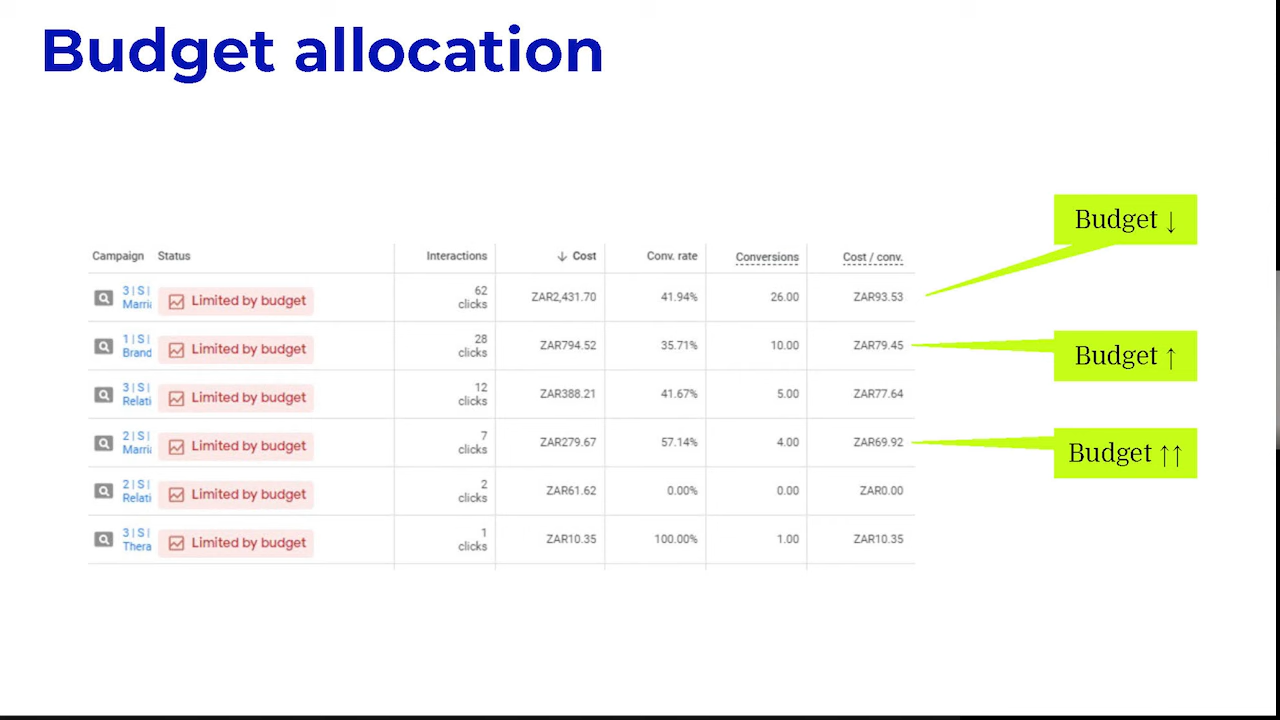 Budget allocation
Budget ↓
Campaign Status Interactions ↓ Cost Conv. rate Conversions Cost / conv.
3 | S | Marri Limited by budget 62 clicks ZAR2,431.70 41.94% 26.00 ZAR93.53
1 | S | Brand Limited by budget 28 clicks ZAR794.52 35.71% 10.00 ZAR79.45
Budget ↑
3 | S | Relati Limited by budget 12 clicks ZAR388.21 41.67% 5.00 ZAR77.64
2 | S | Marri Limited by budget 7 clicks ZAR279.67 57.14% 4.00 ZAR69.92
Budget ↑↑
2 | S | Relati Limited by budget 2 clicks ZAR61.62 0.00% 0.00 ZAR0.00
3 | S | Thera Limited by budget 1 clicks ZAR10.35 100.00% 1.00 ZAR10.35